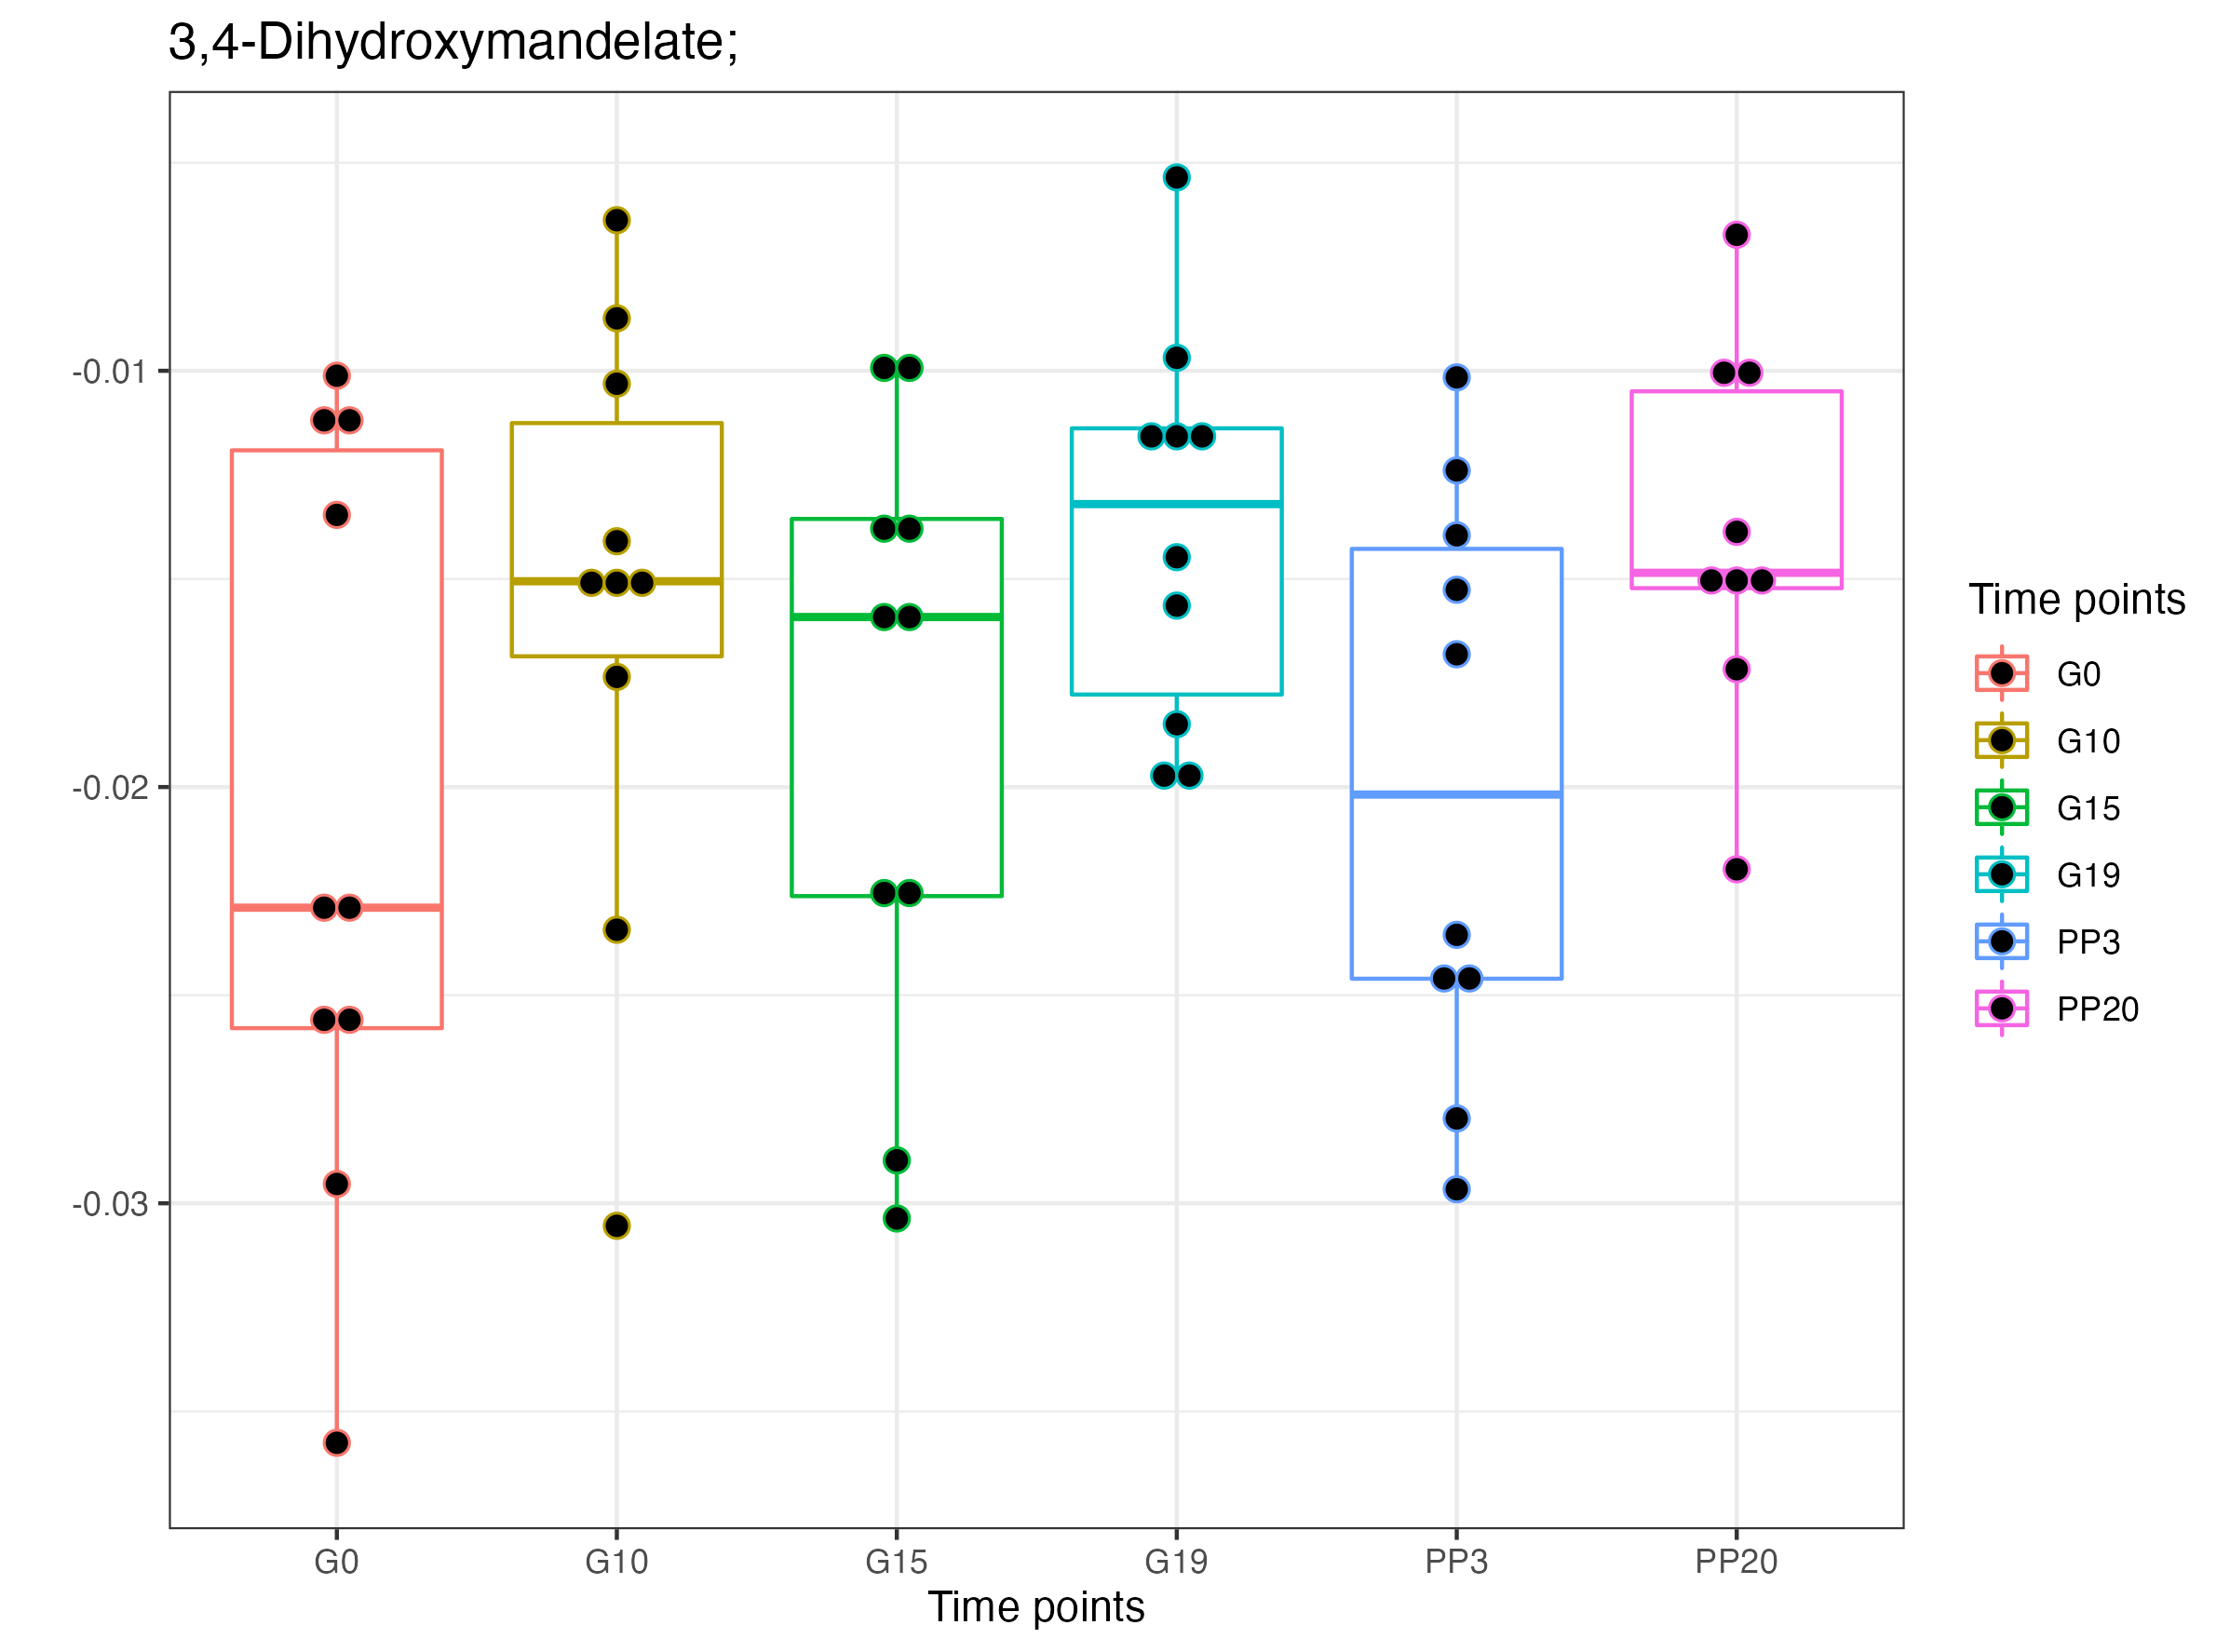 3,4-Dihydroxymandelate;
-0.01
-0.02
-0.03
G0 G10 G15 G19 PP3 PP20
Time points
Time points
G0
G10
G15
G19
PP3
PP20